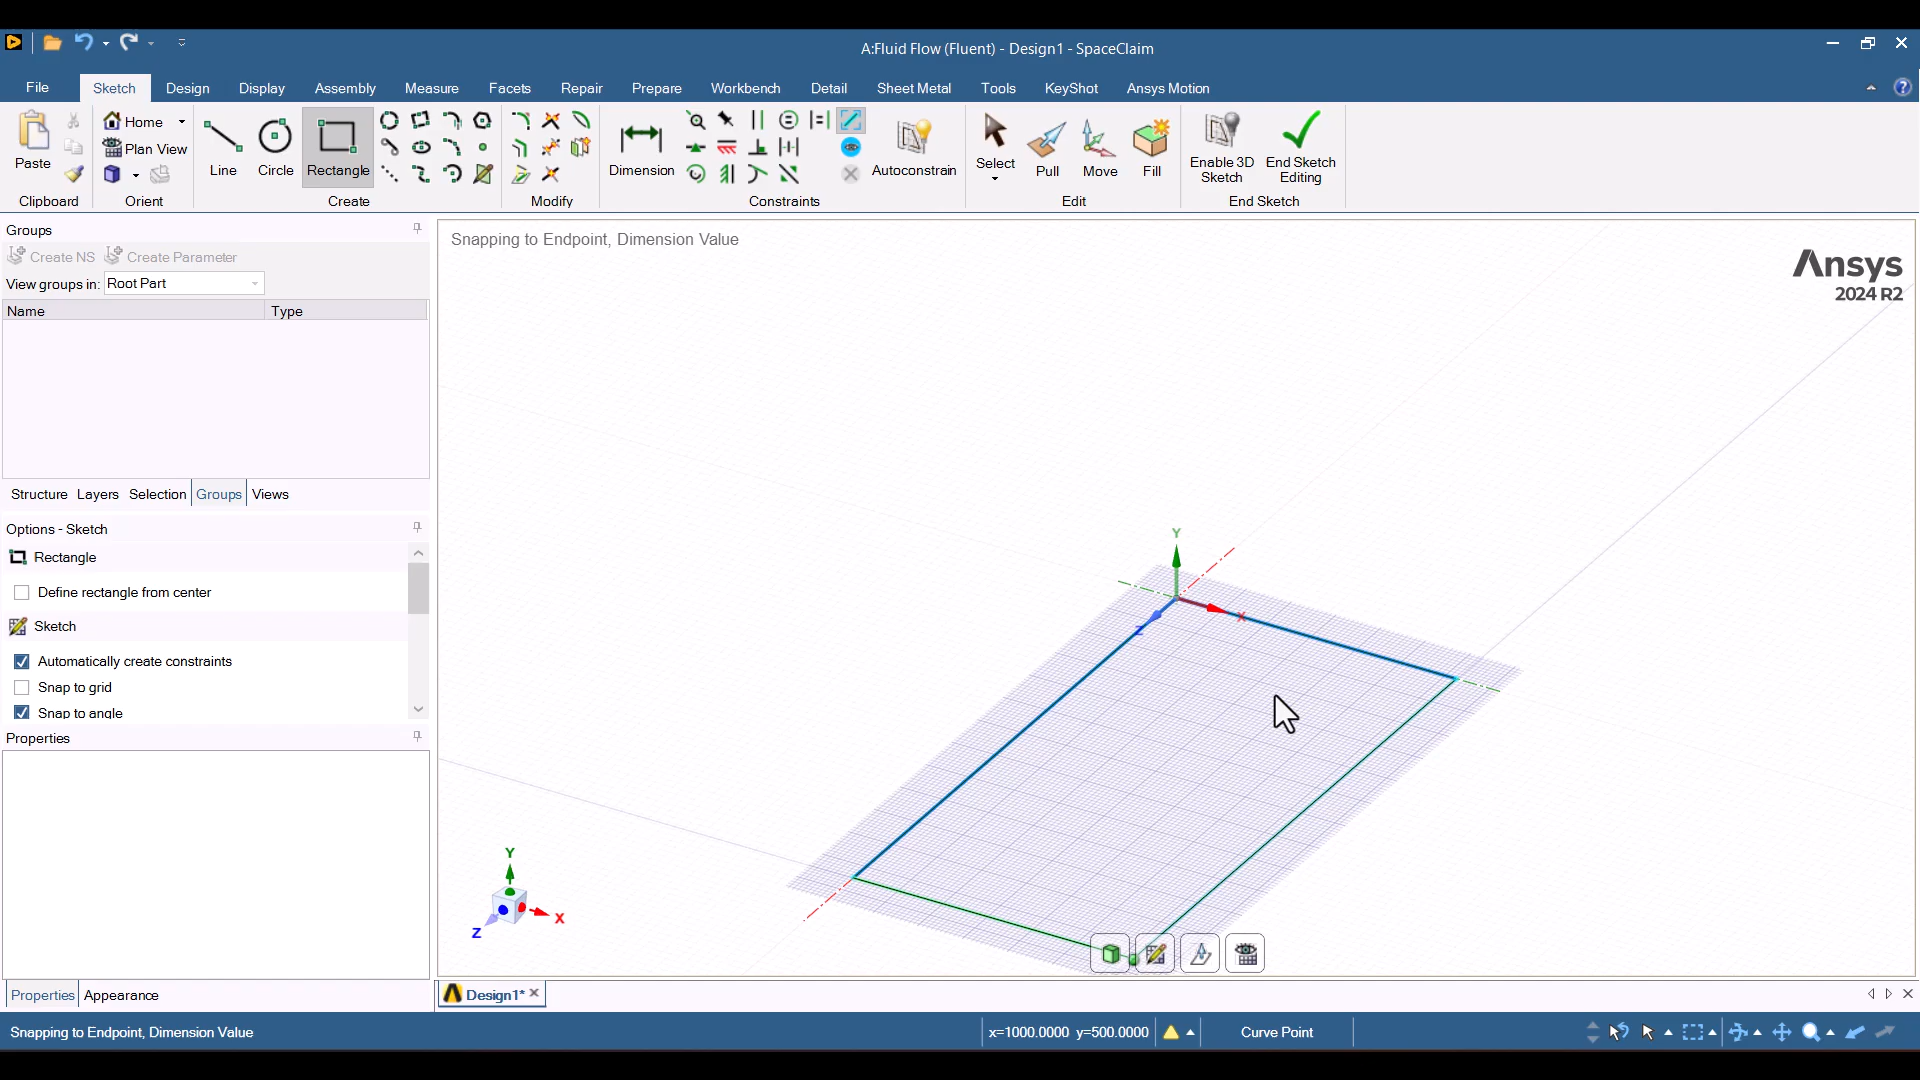 A:Fluid Flow (Fluent) - Design1 - SpaceClaim
File Sketch Design Display Assembly Measure Facets Repair Prepare Workbench Detail Sheet Metal Tools KeyShot Ansys Motion
Paste
Home
Plan View
Line
Circle
Rectangle
Dimension
Autoconstrain
Select
Pull
Move
Fill
Enable 3D
Sketch
End Sketch
Editing
Clipboard Orient Create Modify Constraints Edit End Sketch
Groups
Create NS Create Parameter
View groups in: Root Part
Name Type
Structure Layers Selection Groups Views
Options - Sketch
Rectangle
Define rectangle from center
Sketch
Automatically create constraints
Snap to grid
Snap to angle
Properties
Properties Appearance
Snapping to Endpoint, Dimension Value
Ansys
2024 R2
Y
X
Z
Y
X
Z
Design1*
Snapping to Endpoint, Dimension Value
x=1000.0000 y=500.0000
Curve Point